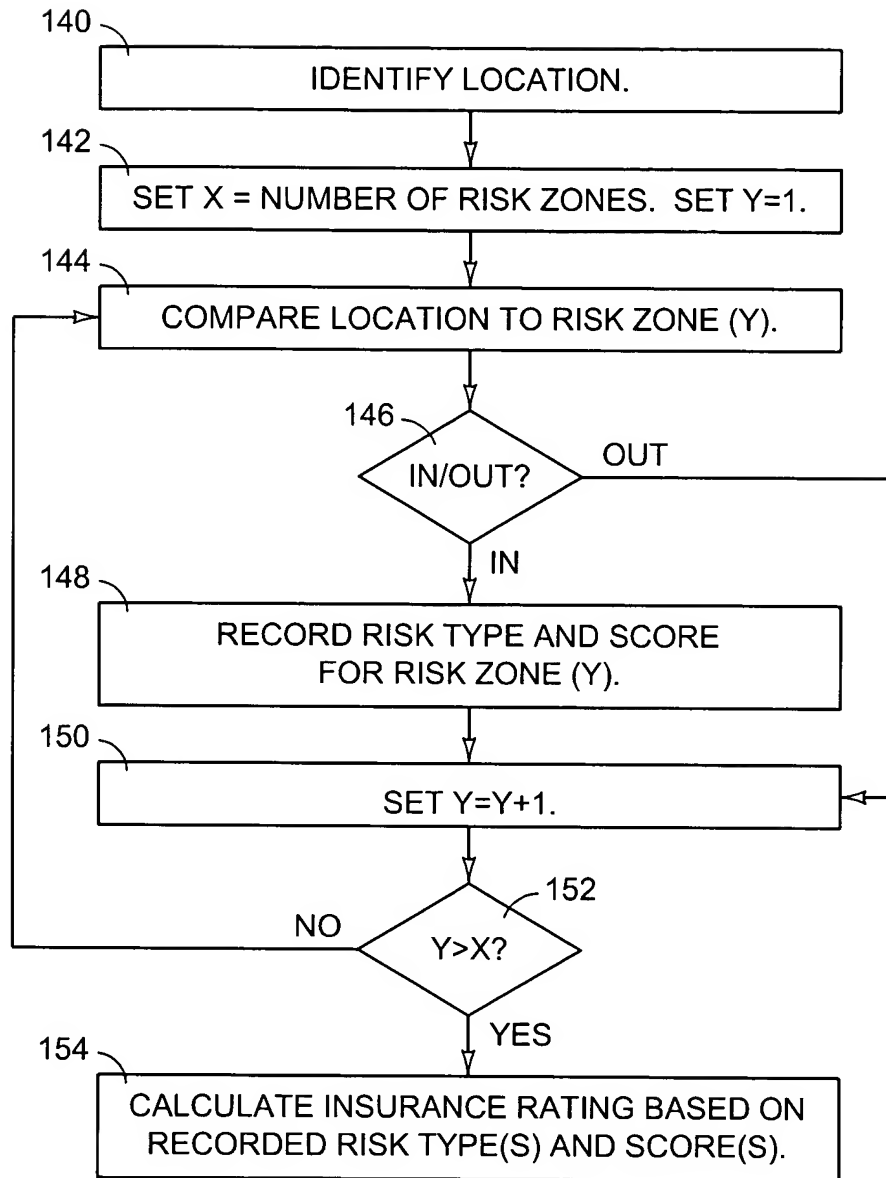 140
IDENTIFY LOCATION.
142
SET X = NUMBER OF RISK ZONES. SET Y=1.
144
COMPARE LOCATION TO RISK ZONE (Y).
146
IN/OUT?
OUT
IN
148
RECORD RISK TYPE AND SCORE
FOR RISK ZONE (Y).
150
SET Y=Y+1.
152
NO
Y>X?
YES
154
CALCULATE INSURANCE RATING BASED ON
RECORDED RISK TYPE(S) AND SCORE(S).